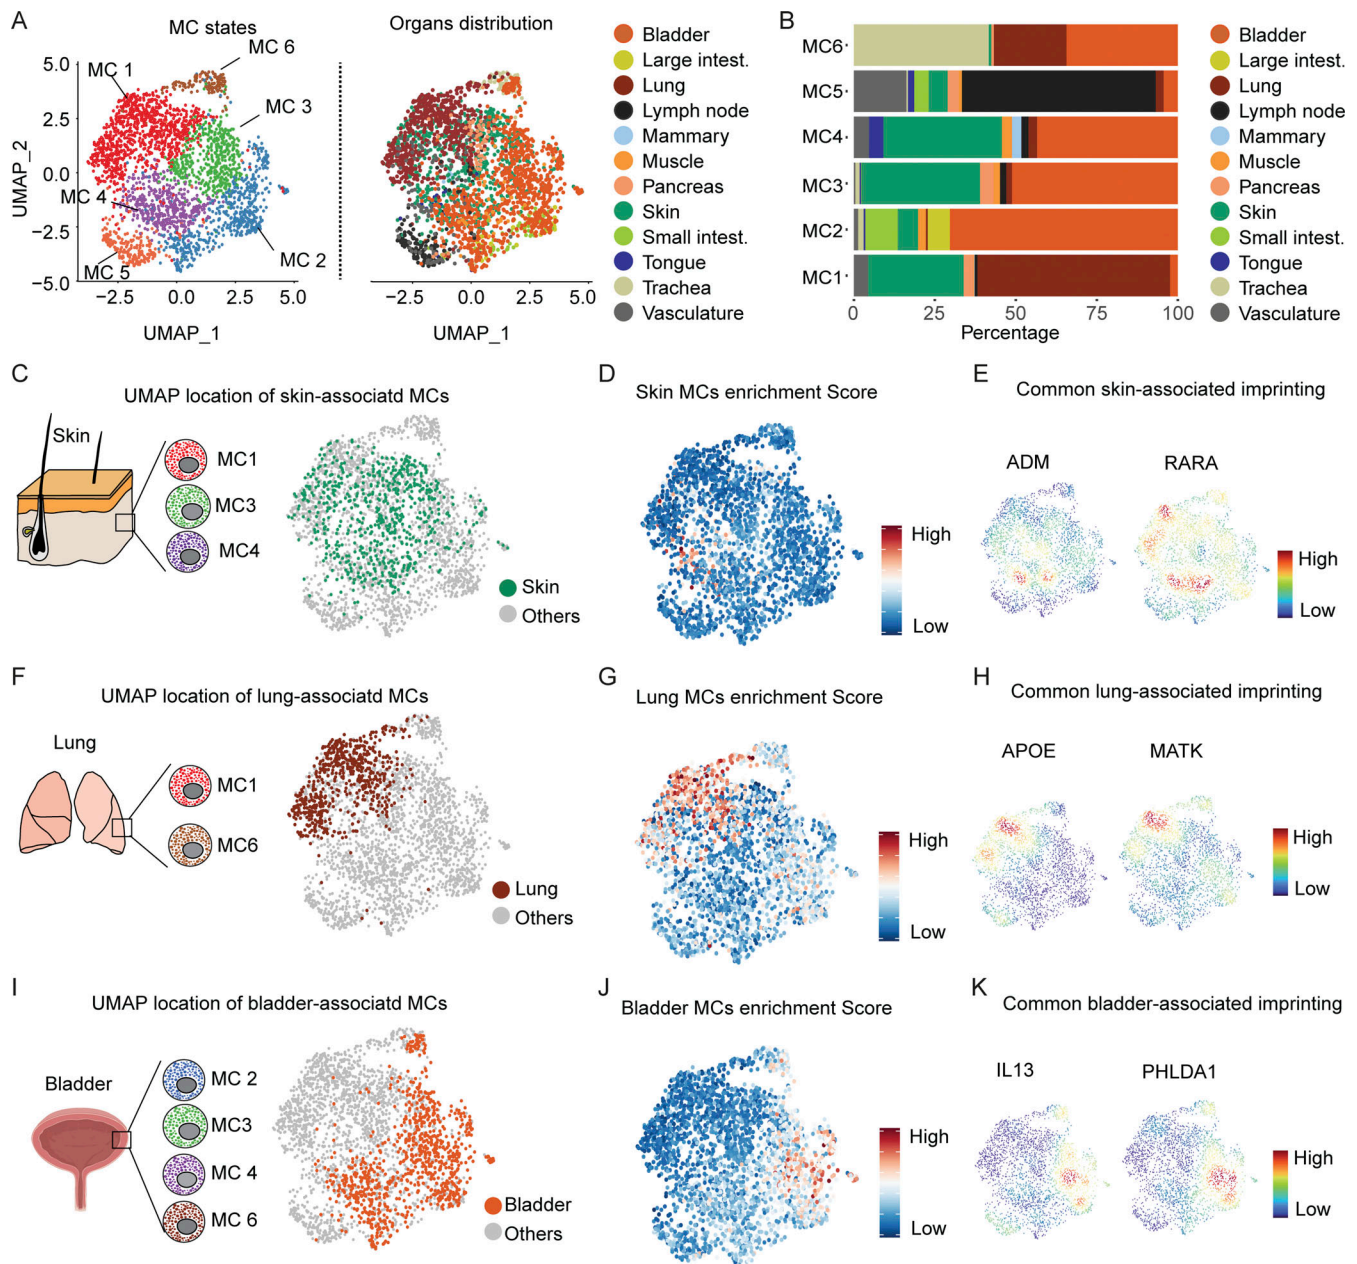 A
MC states
Organs distribution
MC 6
MC 1
MC 3
MC 4
MC 5
MC 2
5.0
2.5
0.0
−2.5
−5.0
UMAP_2
−2.5
0.0
2.5
5.0
UMAP_1
−2.5
0.0
2.5
5.0
UMAP_1
Bladder
Large intest.
Lung
Lymph node
Mammary
Muscle
Pancreas
Skin
Small intest.
Tongue
Trachea
Vasculature
B
MC6
MC5
MC4
MC3
MC2
MC1
0
25
50
75
100
Percentage
Bladder
Large intest.
Lung
Lymph node
Mammary
Muscle
Pancreas
Skin
Small intest.
Tongue
Trachea
Vasculature
C
UMAP location of skin-associatd MCs
Skin
MC1
MC3
MC4
Skin
Others
D
Skin MCs enrichment Score
High
Low
E
Common skin-associated imprinting
ADM
RARA
High
Low
F
UMAP location of lung-associatd MCs
Lung
MC1
MC6
Lung
Others
G
Lung MCs enrichment Score
High
Low
H
Common lung-associated imprinting
APOE
MATK
High
Low
I
UMAP location of bladder-associatd MCs
Bladder
MC 2
MC3
MC 4
MC 6
Bladder
Others
J
Bladder MCs enrichment Score
High
Low
K
Common bladder-associated imprinting
IL13
PHLDA1
High
Low